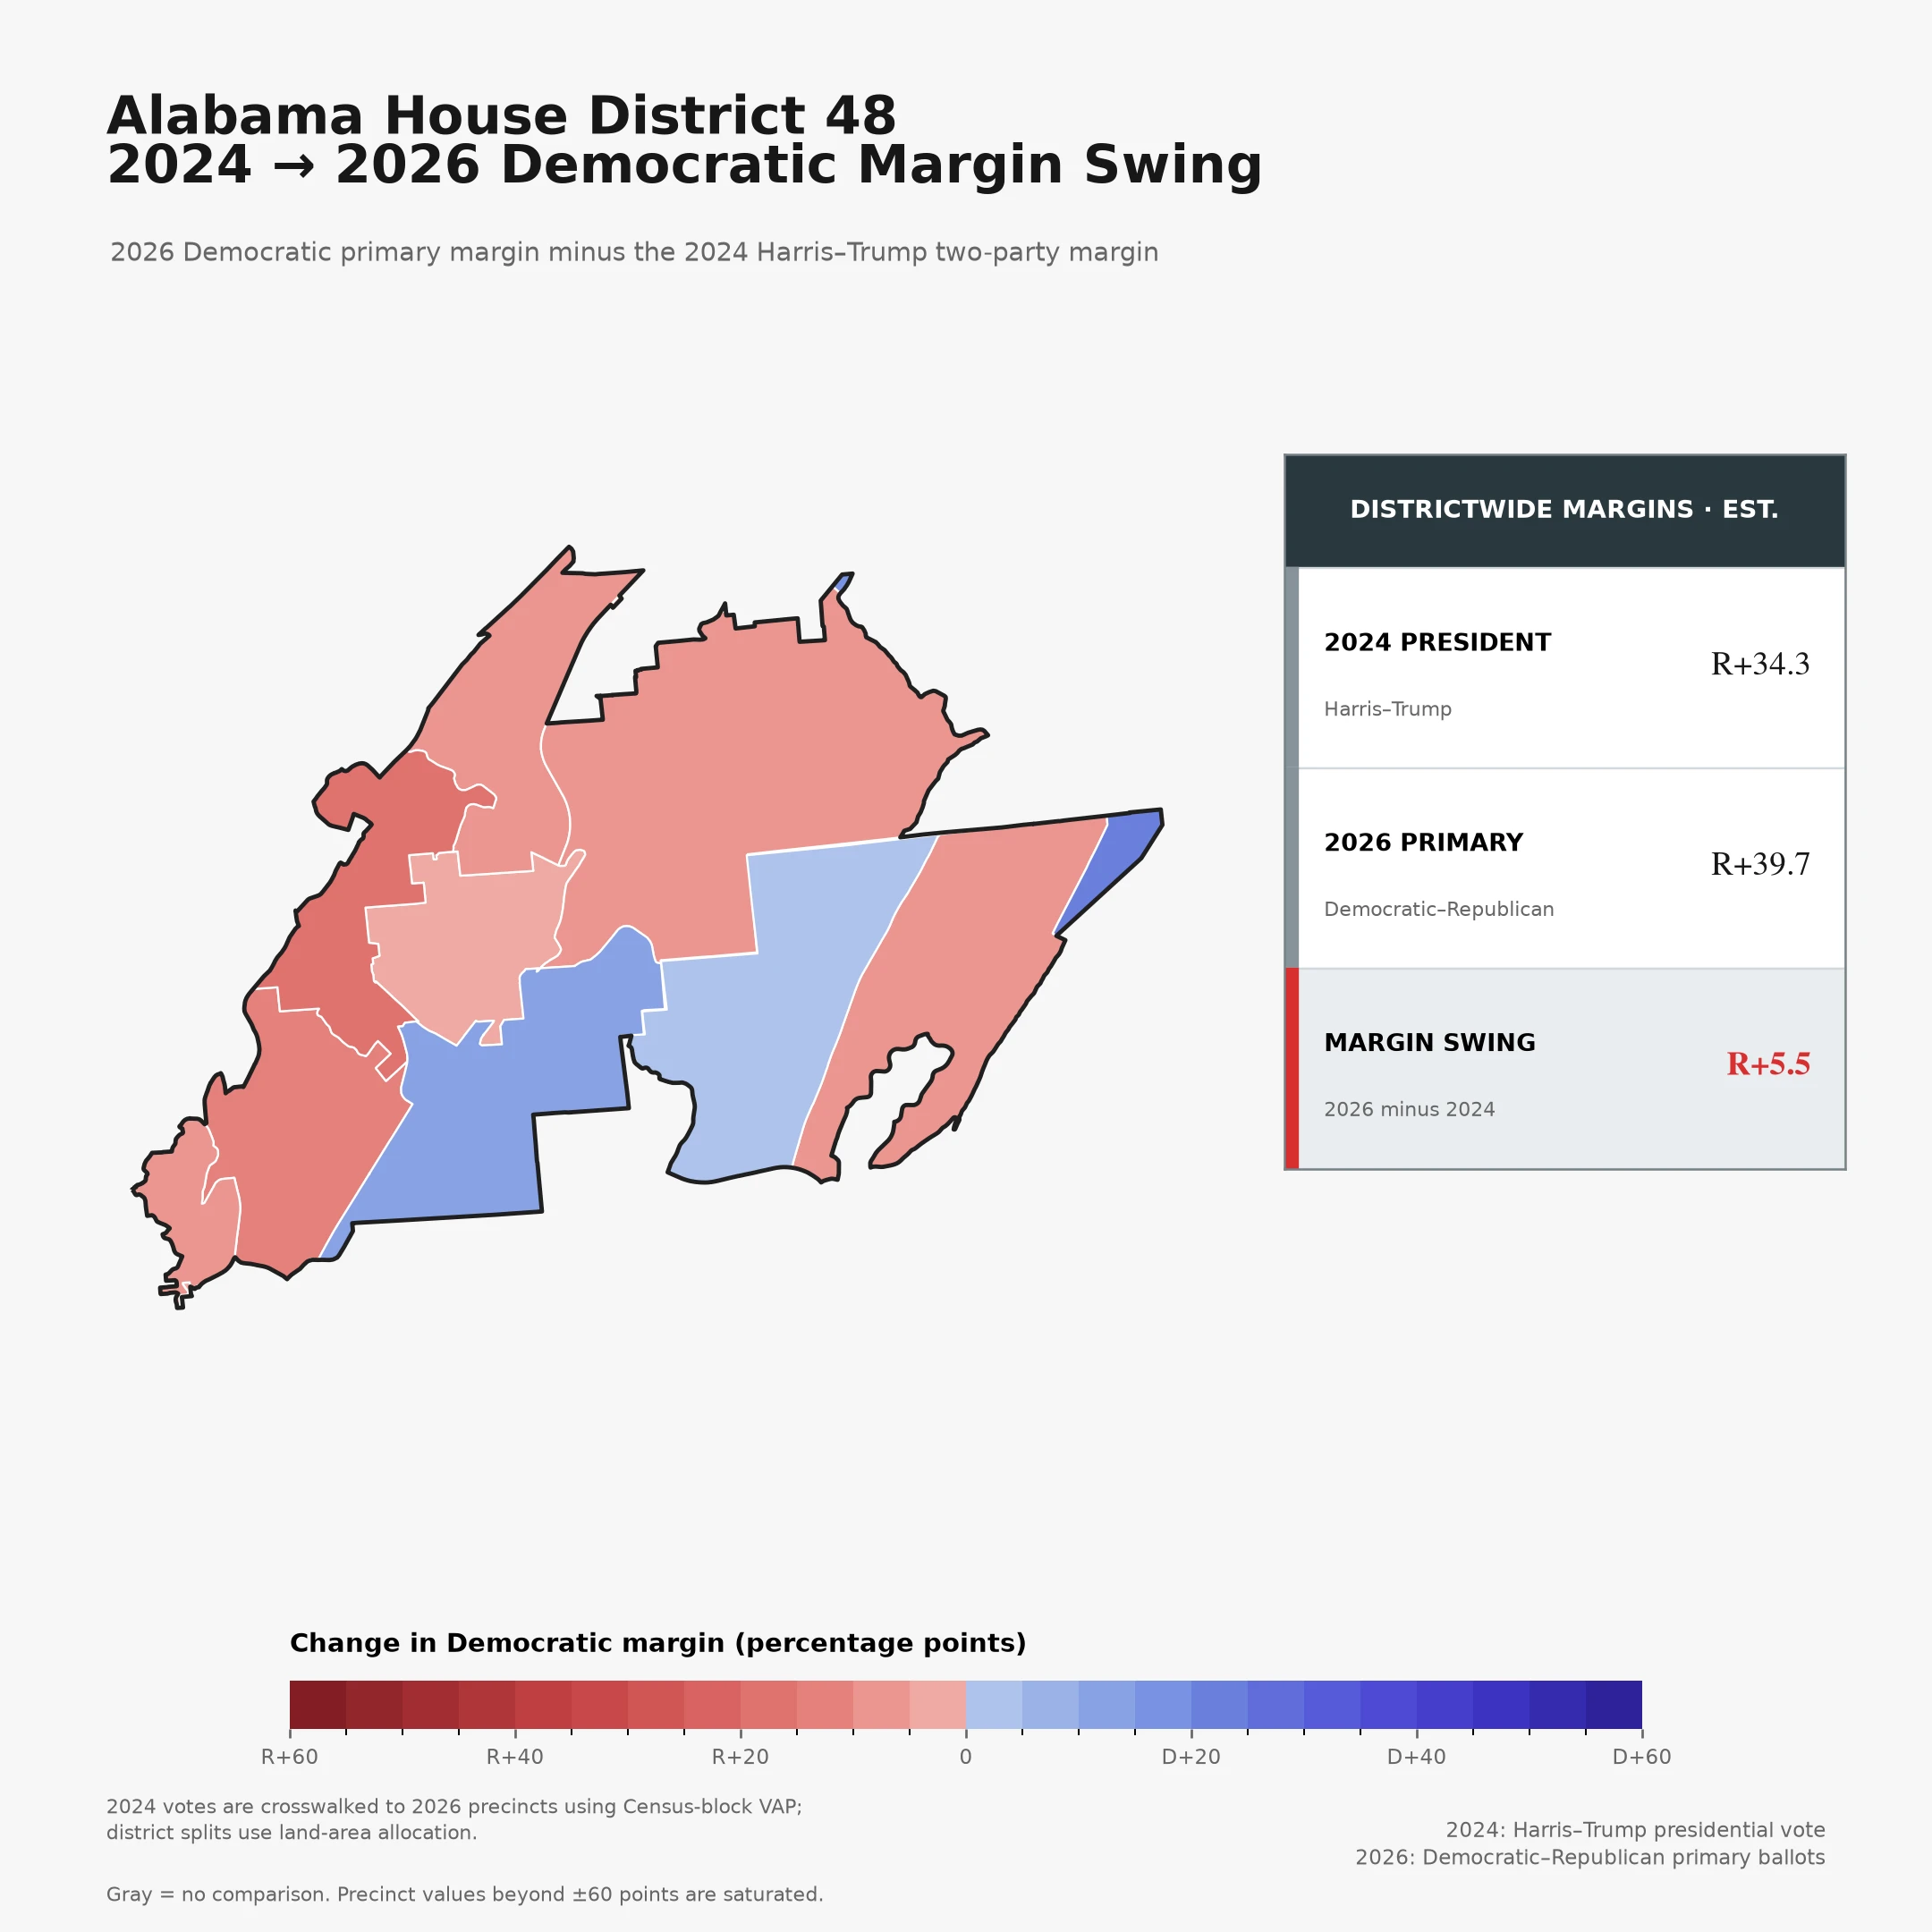 Alabama House District 48
2024 → 2026 Democratic Margin Swing
2026 Democratic primary margin minus the 2024 Harris–Trump two-party margin
DISTRICTWIDE MARGINS · EST.
2024 PRESIDENT
R+34.3
Harris–Trump
2026 PRIMARY
R+39.7
Democratic–Republican
MARGIN SWING
R+5.5
2026 minus 2024
Change in Democratic margin (percentage points)
R+60 R+40 R+20 0 D+20 D+40 D+60
2024 votes are crosswalked to 2026 precincts using Census-block VAP;
district splits use land-area allocation.
Gray = no comparison. Precinct values beyond ±60 points are saturated.
2024: Harris–Trump presidential vote
2026: Democratic–Republican primary ballots